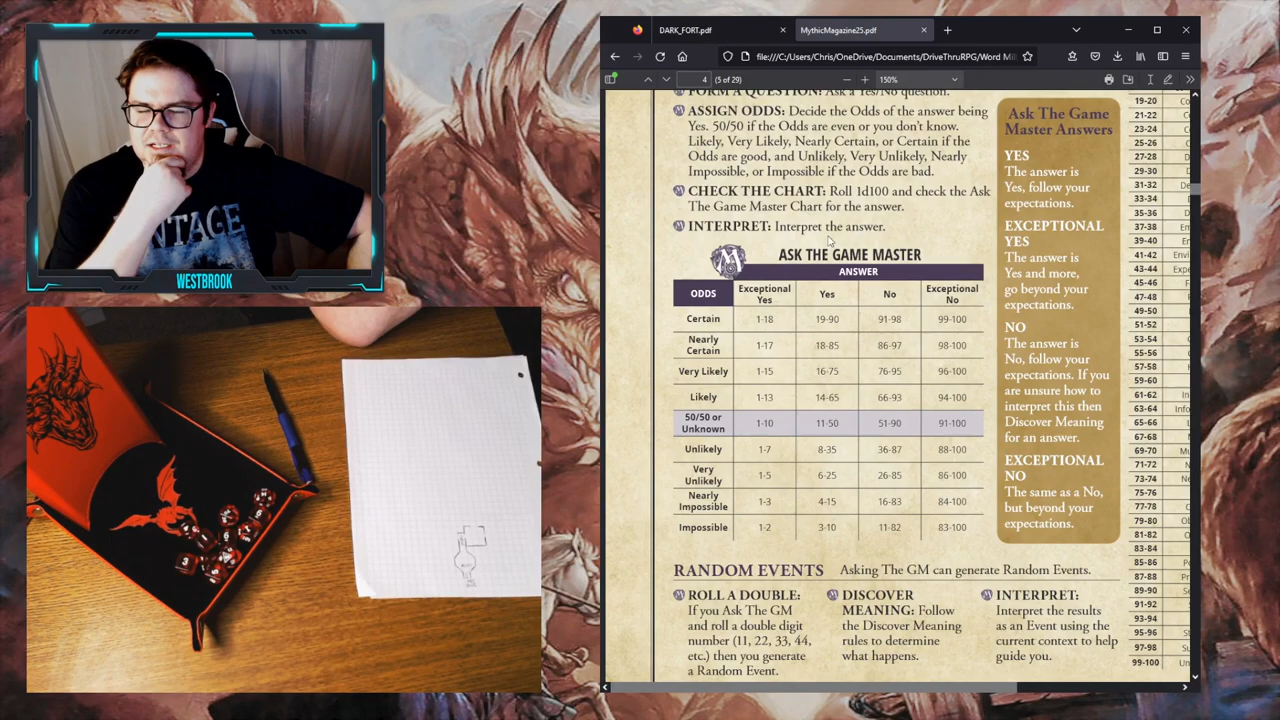 VANTAGE
WESTBROOK
DARK_FORT.pdf
MythicMagazine25.pdf
file:///C:/Users/Chris/OneDrive/Documents/DriveThruRPG/Word Mil
4
(5 of 29)
150%
FORM A QUESTION: Ask a Yes/No question.
ASSIGN ODDS: Decide the Odds of the answer being
Yes. 50/50 if the Odds are even or you don't know.
Likely, Very Likely, Nearly Certain, or Certain if the
Odds are good, and Unlikely, Very Unlikely, Nearly
Impossible, or Impossible if the Odds are bad.
CHECK THE CHART: Roll 1d100 and check the Ask
The Game Master Chart for the answer.
INTERPRET: Interpret the answer.
M
ASK THE GAME MASTER
ANSWER
ODDS Exceptional Yes Yes No Exceptional No
Certain 1-18 19-90 91-98 99-100
Nearly Certain 1-17 18-85 86-97 98-100
Very Likely 1-15 16-75 76-95 96-100
Likely 1-13 14-65 66-93 94-100
50/50 or Unknown 1-10 11-50 51-90 91-100
Unlikely 1-7 8-35 36-87 88-100
Very Unlikely 1-5 6-25 26-85 86-100
Nearly Impossible 1-3 4-15 16-83 84-100
Impossible 1-2 3-10 11-82 83-100
Ask The Game
Master Answers
YES
The answer is
Yes, follow your
expectations.
EXCEPTIONAL
YES
The answer is
Yes and more,
go beyond your
expectations.
NO
The answer is
No, follow your
expectations. If you
are unsure how to
interpret this then
Discover Meaning
for an answer.
EXCEPTIONAL
NO
The same as a No,
but beyond your
expectations.
RANDOM EVENTS Asking The GM can generate Random Events.
ROLL A DOUBLE:
If you Ask The GM
and roll a double digit
number (11, 22, 33, 44,
etc.) then you generate
a Random Event.
DISCOVER
MEANING: Follow
the Discover Meaning
rules to determine
what happens.
INTERPRET:
Interpret the results
as an Event using the
current context to help
guide you.
19-20 Co
21-22 C
23-24 C
25-26 C
27-28 D
29-30 D
31-32 De
33-34 D
35-36 D
37-38 En
39-40 En
41-42 Envi
43-44 Expe
45-46 F
47-48 F
49-50
51-52
53-54
55-56
57-58
59-60
61-62 In
63-64 Info
65-66 L
67-68 M
69-70 Mu
71-72 N
73-74 Ne
75-76 N
77-78 O
79-80 Ob
81-82 O
83-84
85-86 P
87-88 Pr
89-90 Se
91-92 S
93-94 S
95-96 St
97-98 Su
99-100 Un